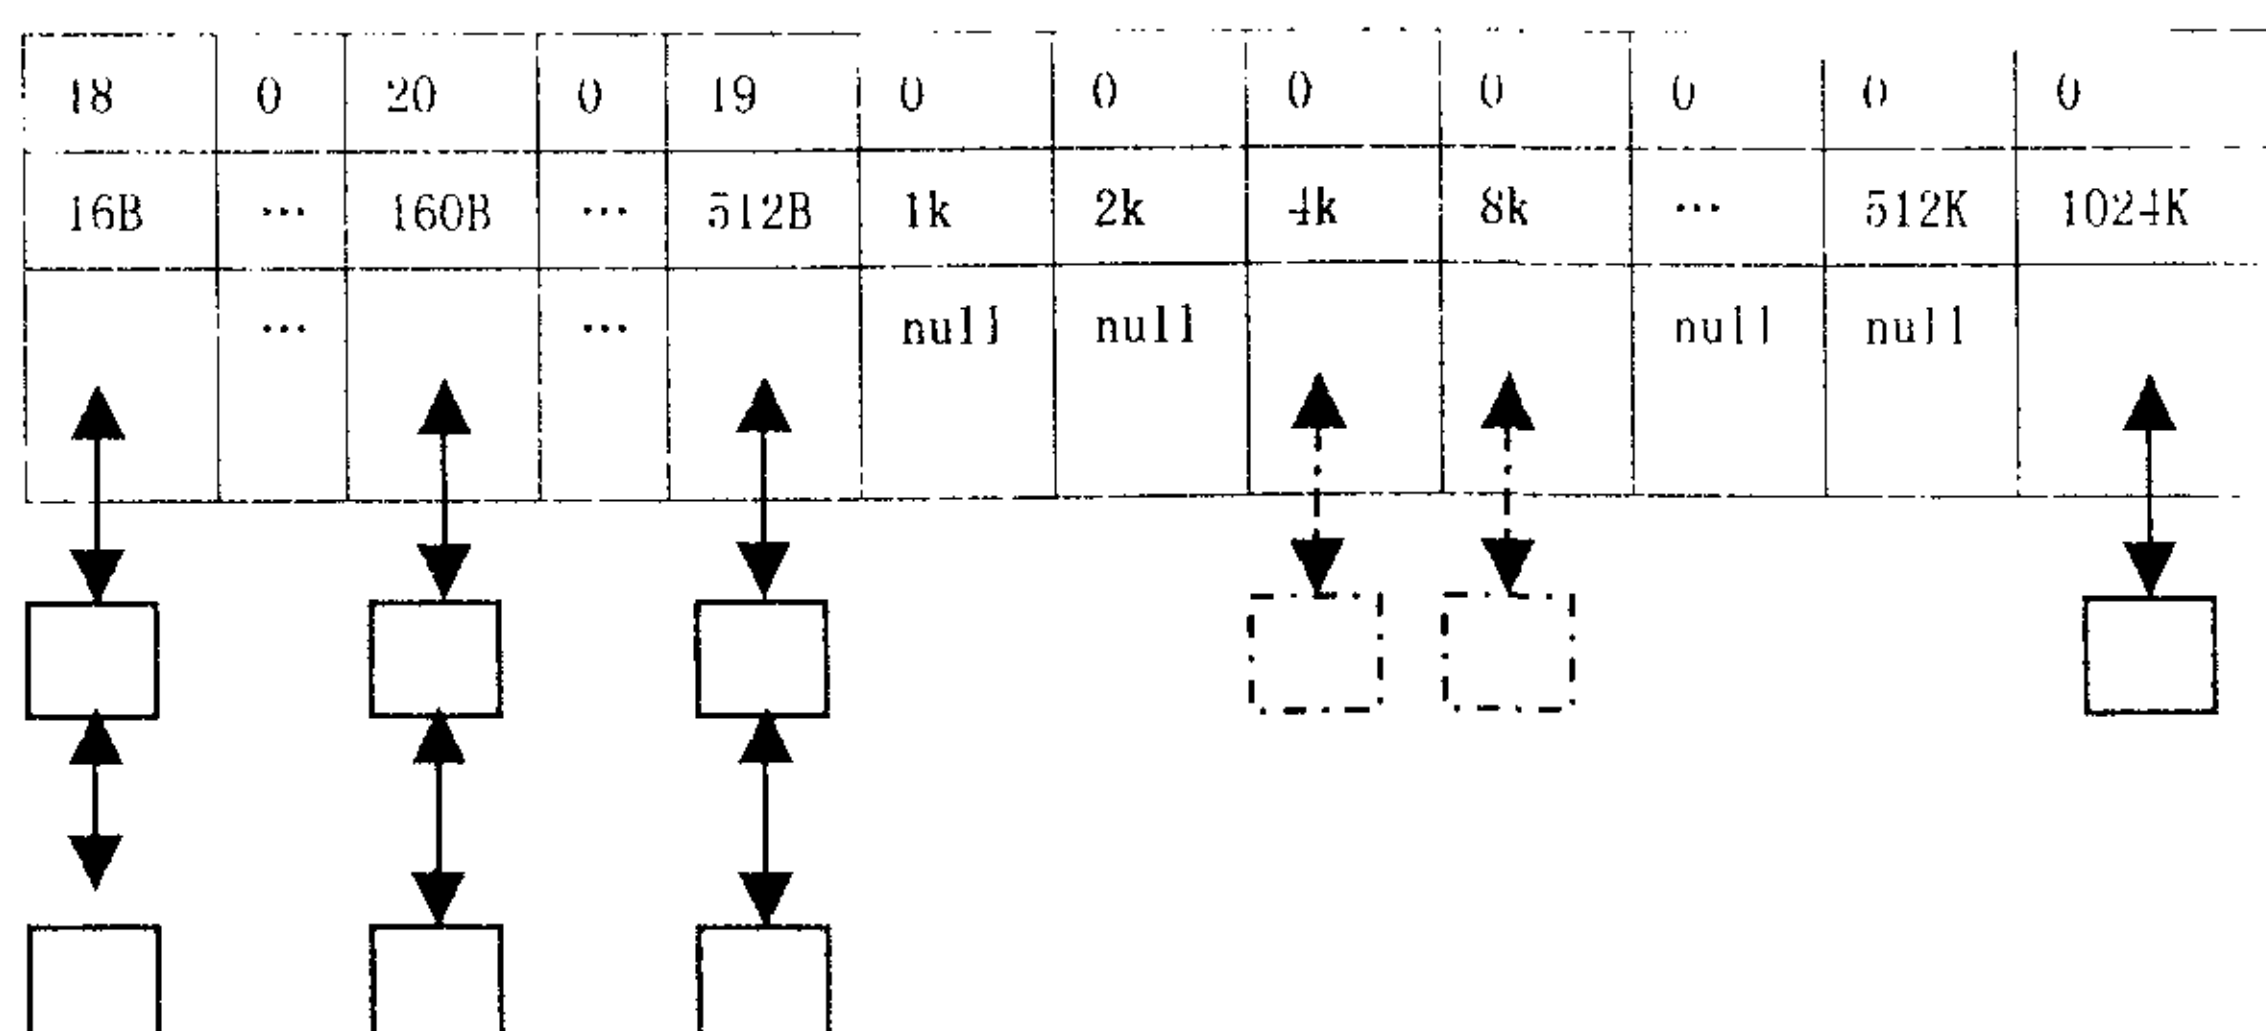 18 0 20 0 19 0 0 0 0 0 0 0
16B ... 160B ... 512B 1k 2k 4k 8k ... 512K 1024K
... ... null null null null